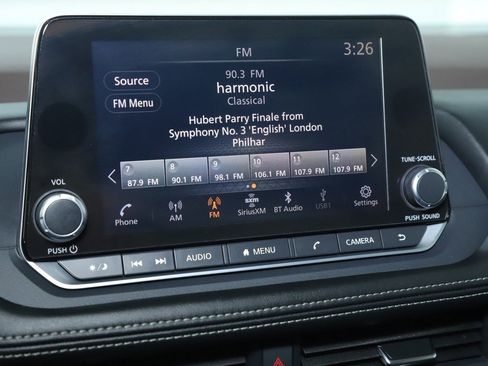 FM
3:26
90.3 FM
Source
harmonic
Classical
FM Menu
Hubert Parry Finale from
Symphony No. 3 'English' London
Philhar
7 8 9 10 11 12
87.9 FM 90.1 FM 98.1 FM 106.1 FM 107.9 FM 107.9 FM
TUNE·SCROLL
VOL
Phone AM FM sxm SiriusXM BT Audio USB1 Settings
PUSH
PUSH SOUND
AUDIO MENU CAMERA